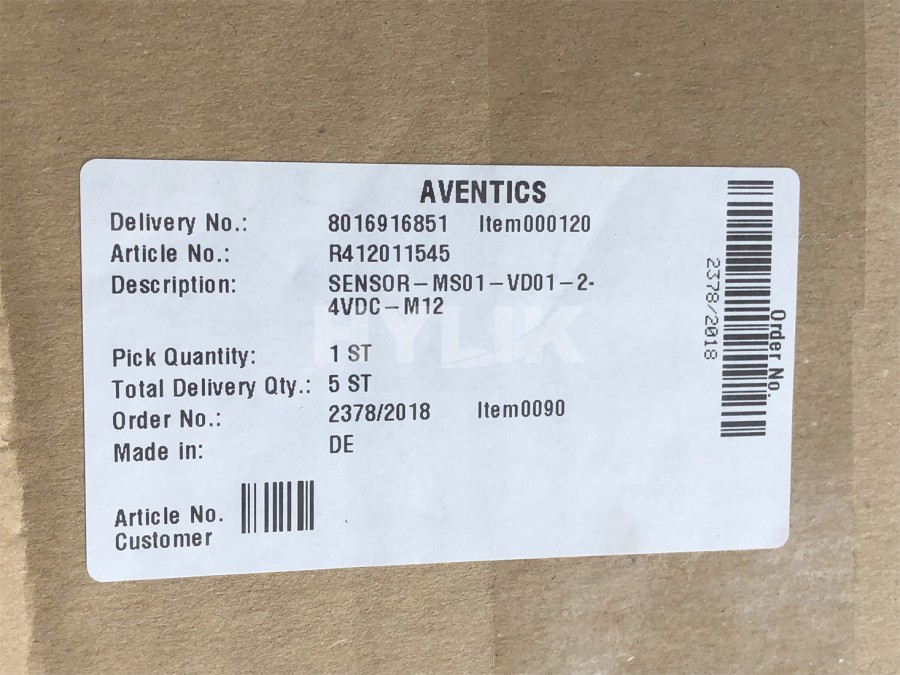 AVENTICS
Delivery No.: 8016916851 Item000120
Article No.: R412011545
Description: SENSOR-MS01-VD01-2-
4VDC-M12
Pick Quantity: 1 ST
Total Delivery Qty.: 5 ST
Order No.: 2378/2018 Item0090
Made in: DE
Article No.
Customer
Order No.
2378/2018
HYLIK